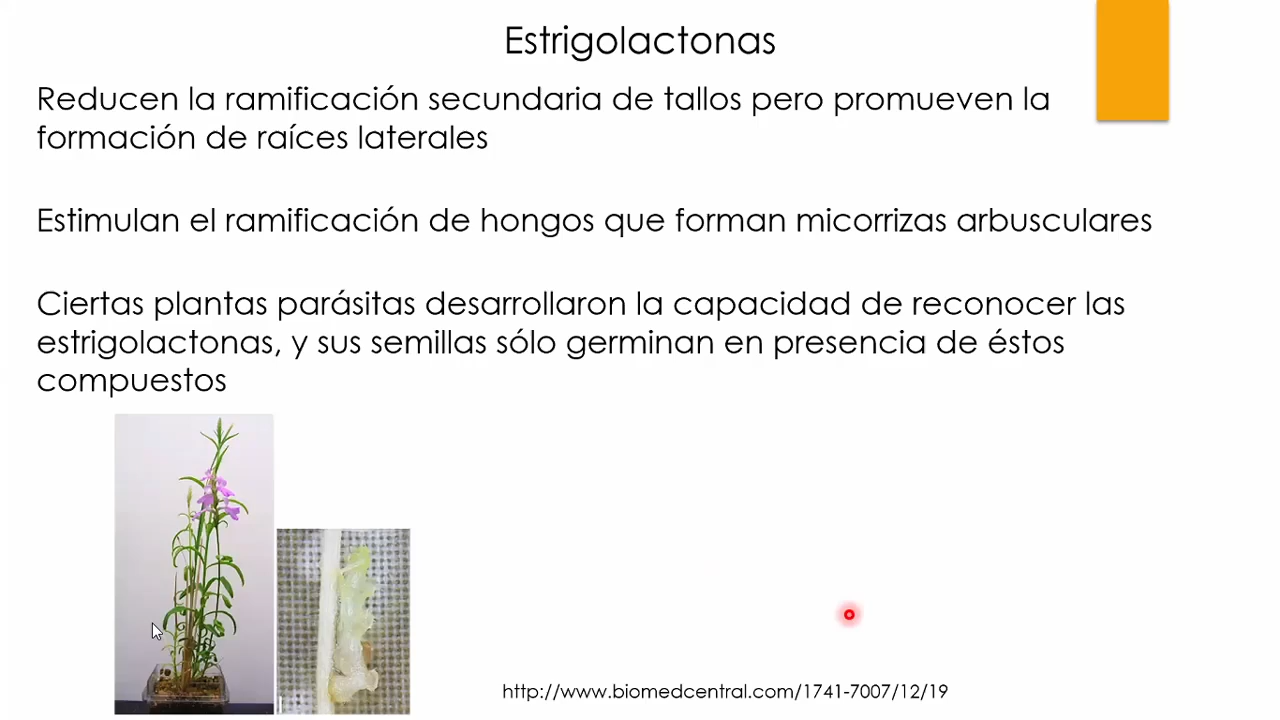 Estrigolactonas
Reducen la ramificación secundaria de tallos pero promueven la
formación de raíces laterales
Estimulan el ramificación de hongos que forman micorrizas arbusculares
Ciertas plantas parásitas desarrollaron la capacidad de reconocer las
estrigolactonas, y sus semillas sólo germinan en presencia de éstos
compuestos
http://www.biomedcentral.com/1741-7007/12/19